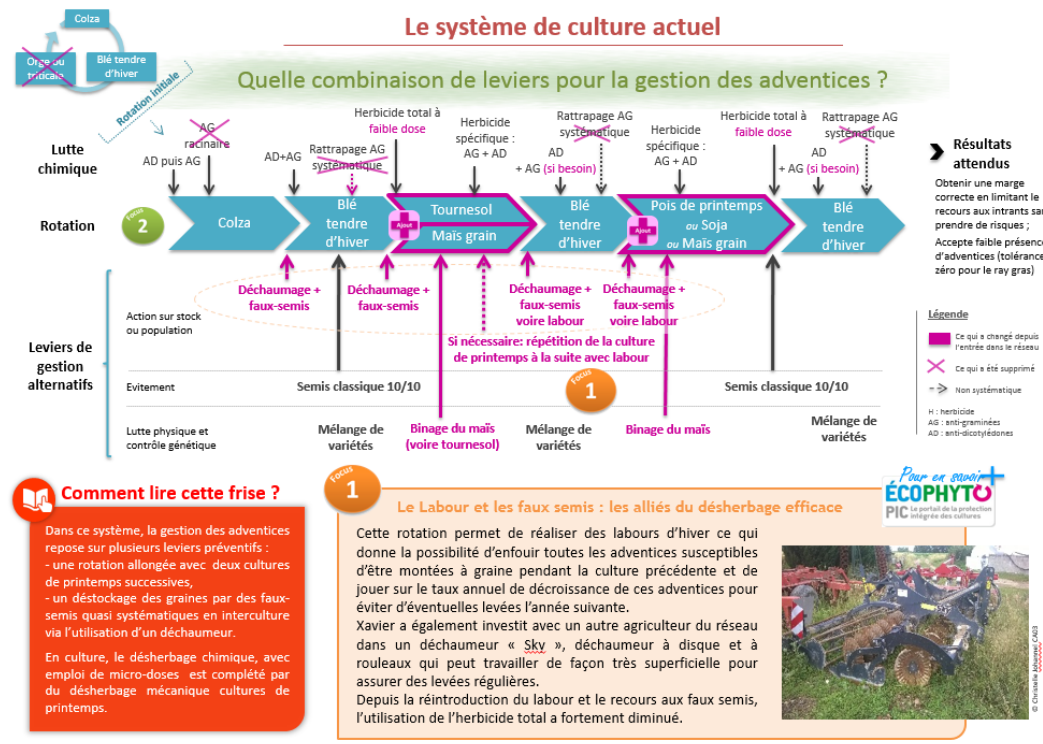 Colza
Orge ou
triticale
Blé tendre
d'hiver
Rotation initiale
Le système de culture actuel
Quelle combinaison de leviers pour la gestion des adventices ?
Lutte
chimique
AD puis AG
AG
racinaire
AD+AG
Rattrapage AG
systématique
Herbicide total à
faible dose
Herbicide
spécifique :
AG + AD
AD
+ AG (si besoin)
Rattrapage AG
systématique
Herbicide
spécifique :
AG + AD
Herbicide total à
faible dose
AD
+ AG (si besoin)
Rattrapage AG
systématique
Rotation
Focus
2
Colza
Blé
tendre
d'hiver
Ajout
Tournesol
Maïs grain
Blé
tendre
d'hiver
Ajout
Pois de printemps
ou Soja
ou Maïs grain
Blé
tendre
d'hiver
Résultats
attendus
Obtenir une marge
correcte en limitant le
recours aux intrants sa
prendre de risques ;
Accepte faible présence
d'adventices (tolérance
zéro pour le ray gras)
Leviers de
gestion
alternatifs
Action sur stock
ou population
Déchaumage +
faux-semis
Déchaumage +
faux-semis
Déchaumage +
faux-semis
voire labour
Déchaumage +
faux-semis
voire labour
Si nécessaire: répétition de la culture
de printemps à la suite avec labour
Evitement
Semis classique 10/10
Focus
1
Semis classique 10/10
Lutte physique et
contrôle génétique
Mélange de
variétés
Binage du maïs
(voire tournesol)
Mélange de
variétés
Binage du maïs
Mélange de
variétés
Légende
Ce qui a changé depuis
l'entrée dans le réseau
Ce qui a été supprimé
Non systématique
H : herbicide
AG : anti-graminées
AD : anti-dicotylédones
Comment lire cette frise ?
Dans ce système, la gestion des adventices
repose sur plusieurs leviers préventifs :
- une rotation allongée avec deux cultures
de printemps successives,
- un déstockage des graines par des faux-
semis quasi systématiques en interculture
via l'utilisation d'un déchaumeur.
En culture, le désherbage chimique, avec
emploi de micro-doses est complété par
du désherbage mécanique cultures de
printemps.
Focus
1
Le Labour et les faux semis : les alliés du désherbage efficace
Cette rotation permet de réaliser des labours d'hiver ce qui
donne la possibilité d'enfouir toutes les adventices susceptibles
d'être montées à graine pendant la culture précédente et de
jouer sur le taux annuel de décroissance de ces adventices pour
éviter d'éventuelles levées l'année suivante.
Xavier a également investit avec un autre agriculteur du réseau
dans un déchaumeur « Sky », déchaumeur à disque et à
rouleaux qui peut travailler de façon très superficielle pour
assurer des levées régulières.
Depuis la réintroduction du labour et le recours aux faux semis,
l'utilisation de l'herbicide total a fortement diminué.
Pour en savoir +
ÉCOPHYTO
PIC Le portail de la protection
intégrée des cultures
© Christelle Johannel CA03